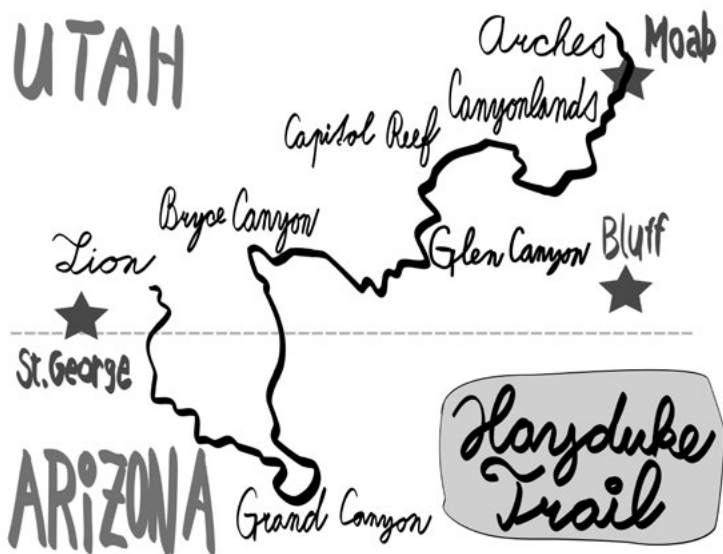 UTAH
Arches
Moab
Canyonlands
Capitol Reef
Bryce Canyon
Zion
Glen Canyon
Bluff
St. George
ARiZONA
Grand Canyon
Hayduke
Trail